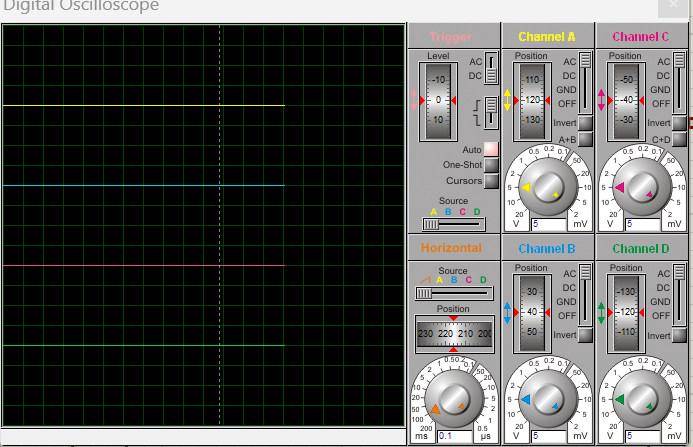 Digital Oscilloscope
Trigger
Level
-10
0
10
AC
DC
Auto
One-Shot
Cursors
Source
A B C D
Channel A
Position
110
120
130
AC
DC
GND
OFF
Invert
A+B
20 10 5 2 1 0.5 0.2 0.1 50 20 10 5 2
V 5 mV
Channel C
Position
-50
-40
-30
AC
DC
GND
OFF
Invert
C+D
20 10 5 2 1 0.5 0.2 0.1 50 20 10 5 2
V 5 mV
Horizontal
Source
A B C D
Position
230 220 210 200
200 100 50 20 10 5 2 1 0.5 0.2 0.1 50 20 10 5 2 1 0.5
ms 0.1 µs
Channel B
Position
30
40
50
AC
DC
GND
OFF
Invert
20 10 5 2 1 0.5 0.2 0.1 50 20 10 5 2
V 5 mV
Channel D
Position
-130
-120
-110
AC
DC
GND
OFF
Invert
20 10 5 2 1 0.5 0.2 0.1 50 20 10 5 2
V 5 mV